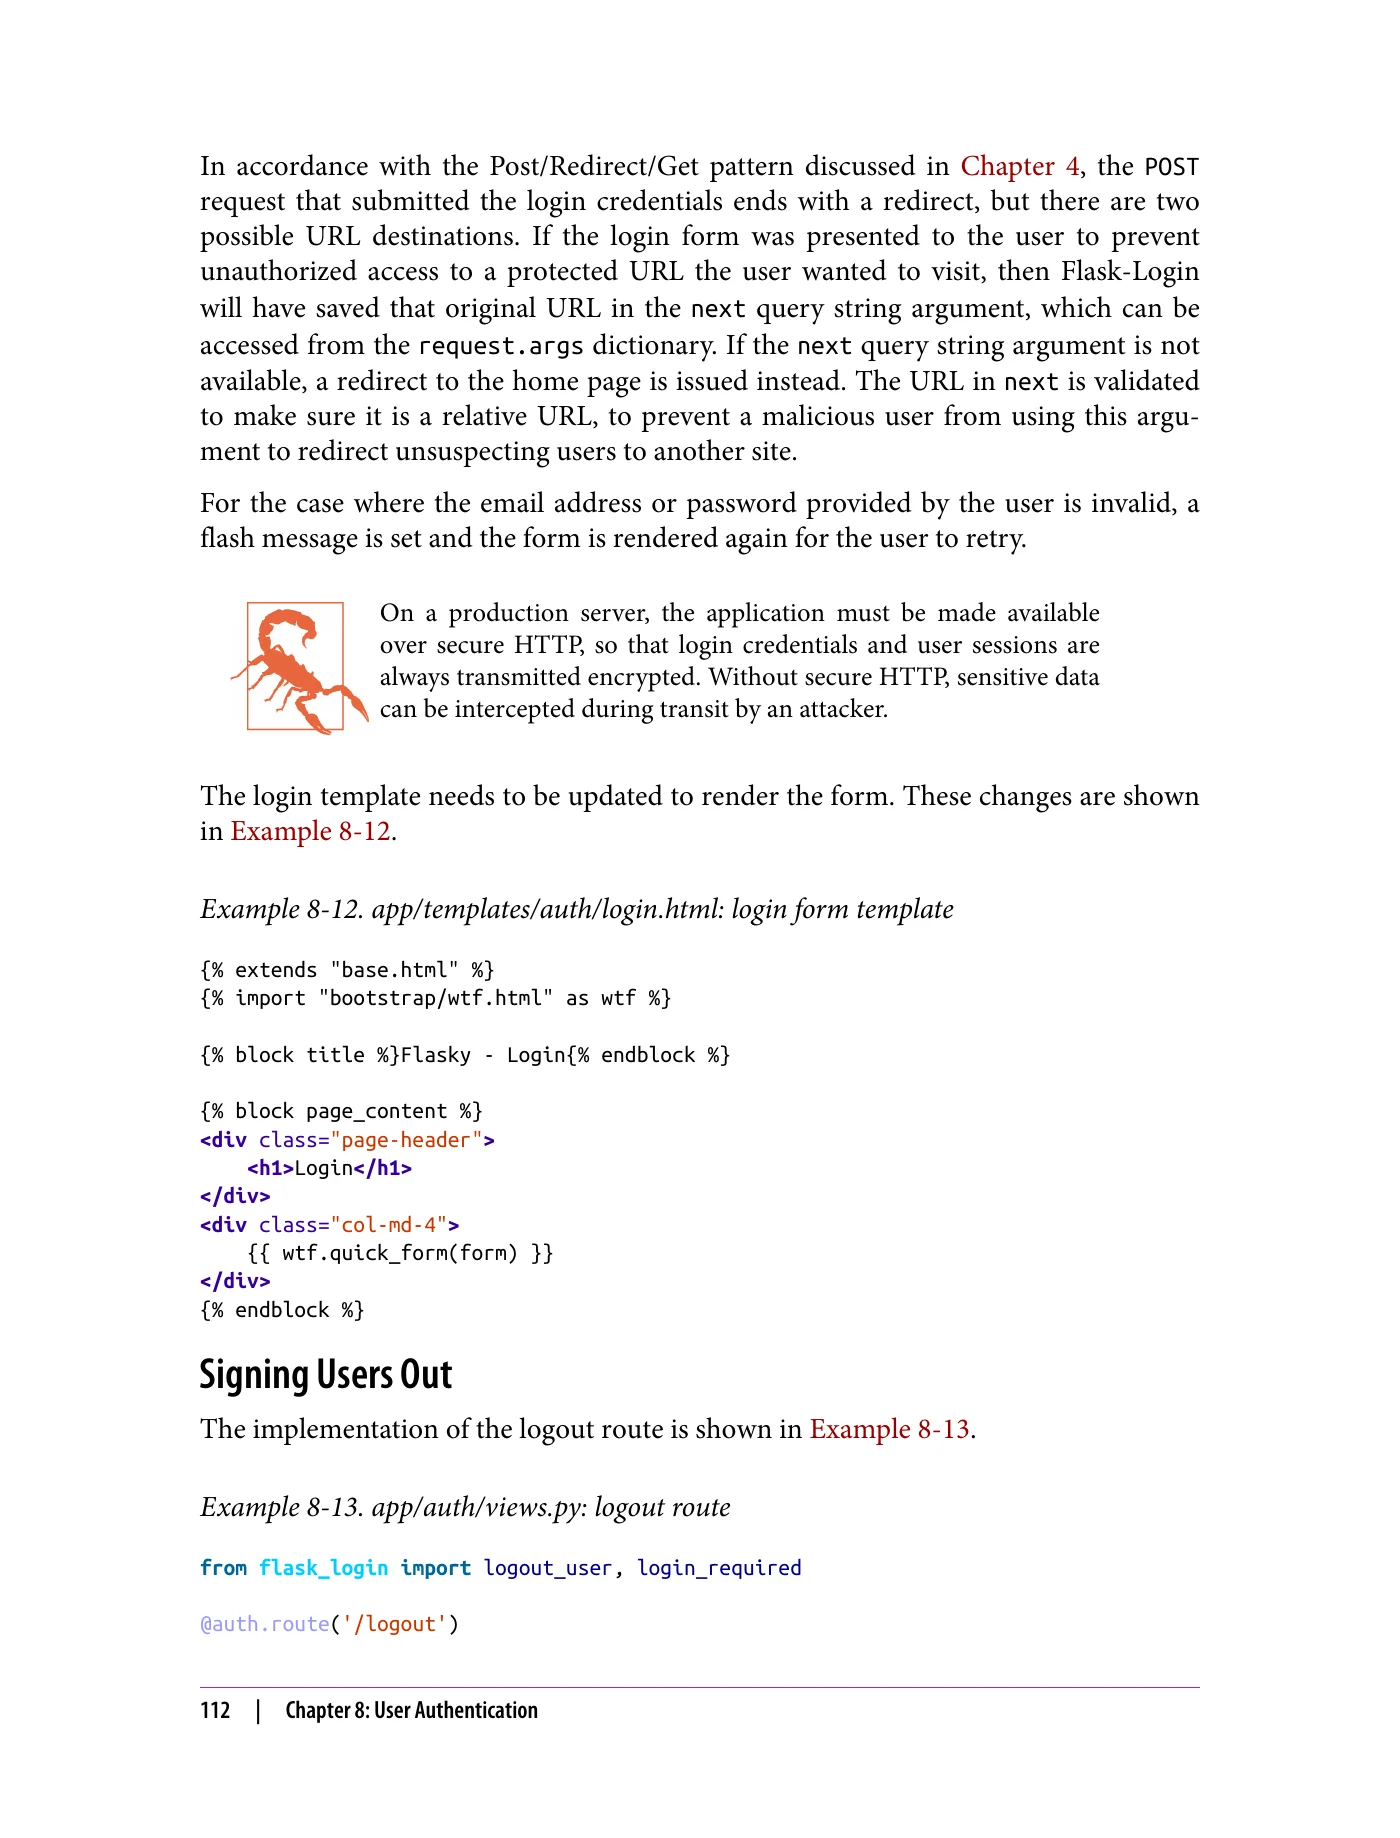 In accordance with the Post/Redirect/Get pattern discussed in Chapter 4, the POST
request that submitted the login credentials ends with a redirect, but there are two
possible URL destinations. If the login form was presented to the user to prevent
unauthorized access to a protected URL the user wanted to visit, then Flask-Login
will have saved that original URL in the next query string argument, which can be
accessed from the request.args dictionary. If the next query string argument is not
available, a redirect to the home page is issued instead. The URL in next is validated
to make sure it is a relative URL, to prevent a malicious user from using this argu-
ment to redirect unsuspecting users to another site.
For the case where the email address or password provided by the user is invalid, a
flash message is set and the form is rendered again for the user to retry.
On a production server, the application must be made available
over secure HTTP, so that login credentials and user sessions are
always transmitted encrypted. Without secure HTTP, sensitive data
can be intercepted during transit by an attacker.
The login template needs to be updated to render the form. These changes are shown
in Example 8-12.
Example 8-12. app/templates/auth/login.html: login form template
{% extends "base.html" %}
{% import "bootstrap/wtf.html" as wtf %}
{% block title %}Flasky - Login{% endblock %}
{% block page_content %}
<div class="page-header">
    <h1>Login</h1>
</div>
<div class="col-md-4">
    {{ wtf.quick_form(form) }}
</div>
{% endblock %}
Signing Users Out
The implementation of the logout route is shown in Example 8-13.
Example 8-13. app/auth/views.py: logout route
from flask_login import logout_user, login_required
@auth.route('/logout')
112 | Chapter 8: User Authentication